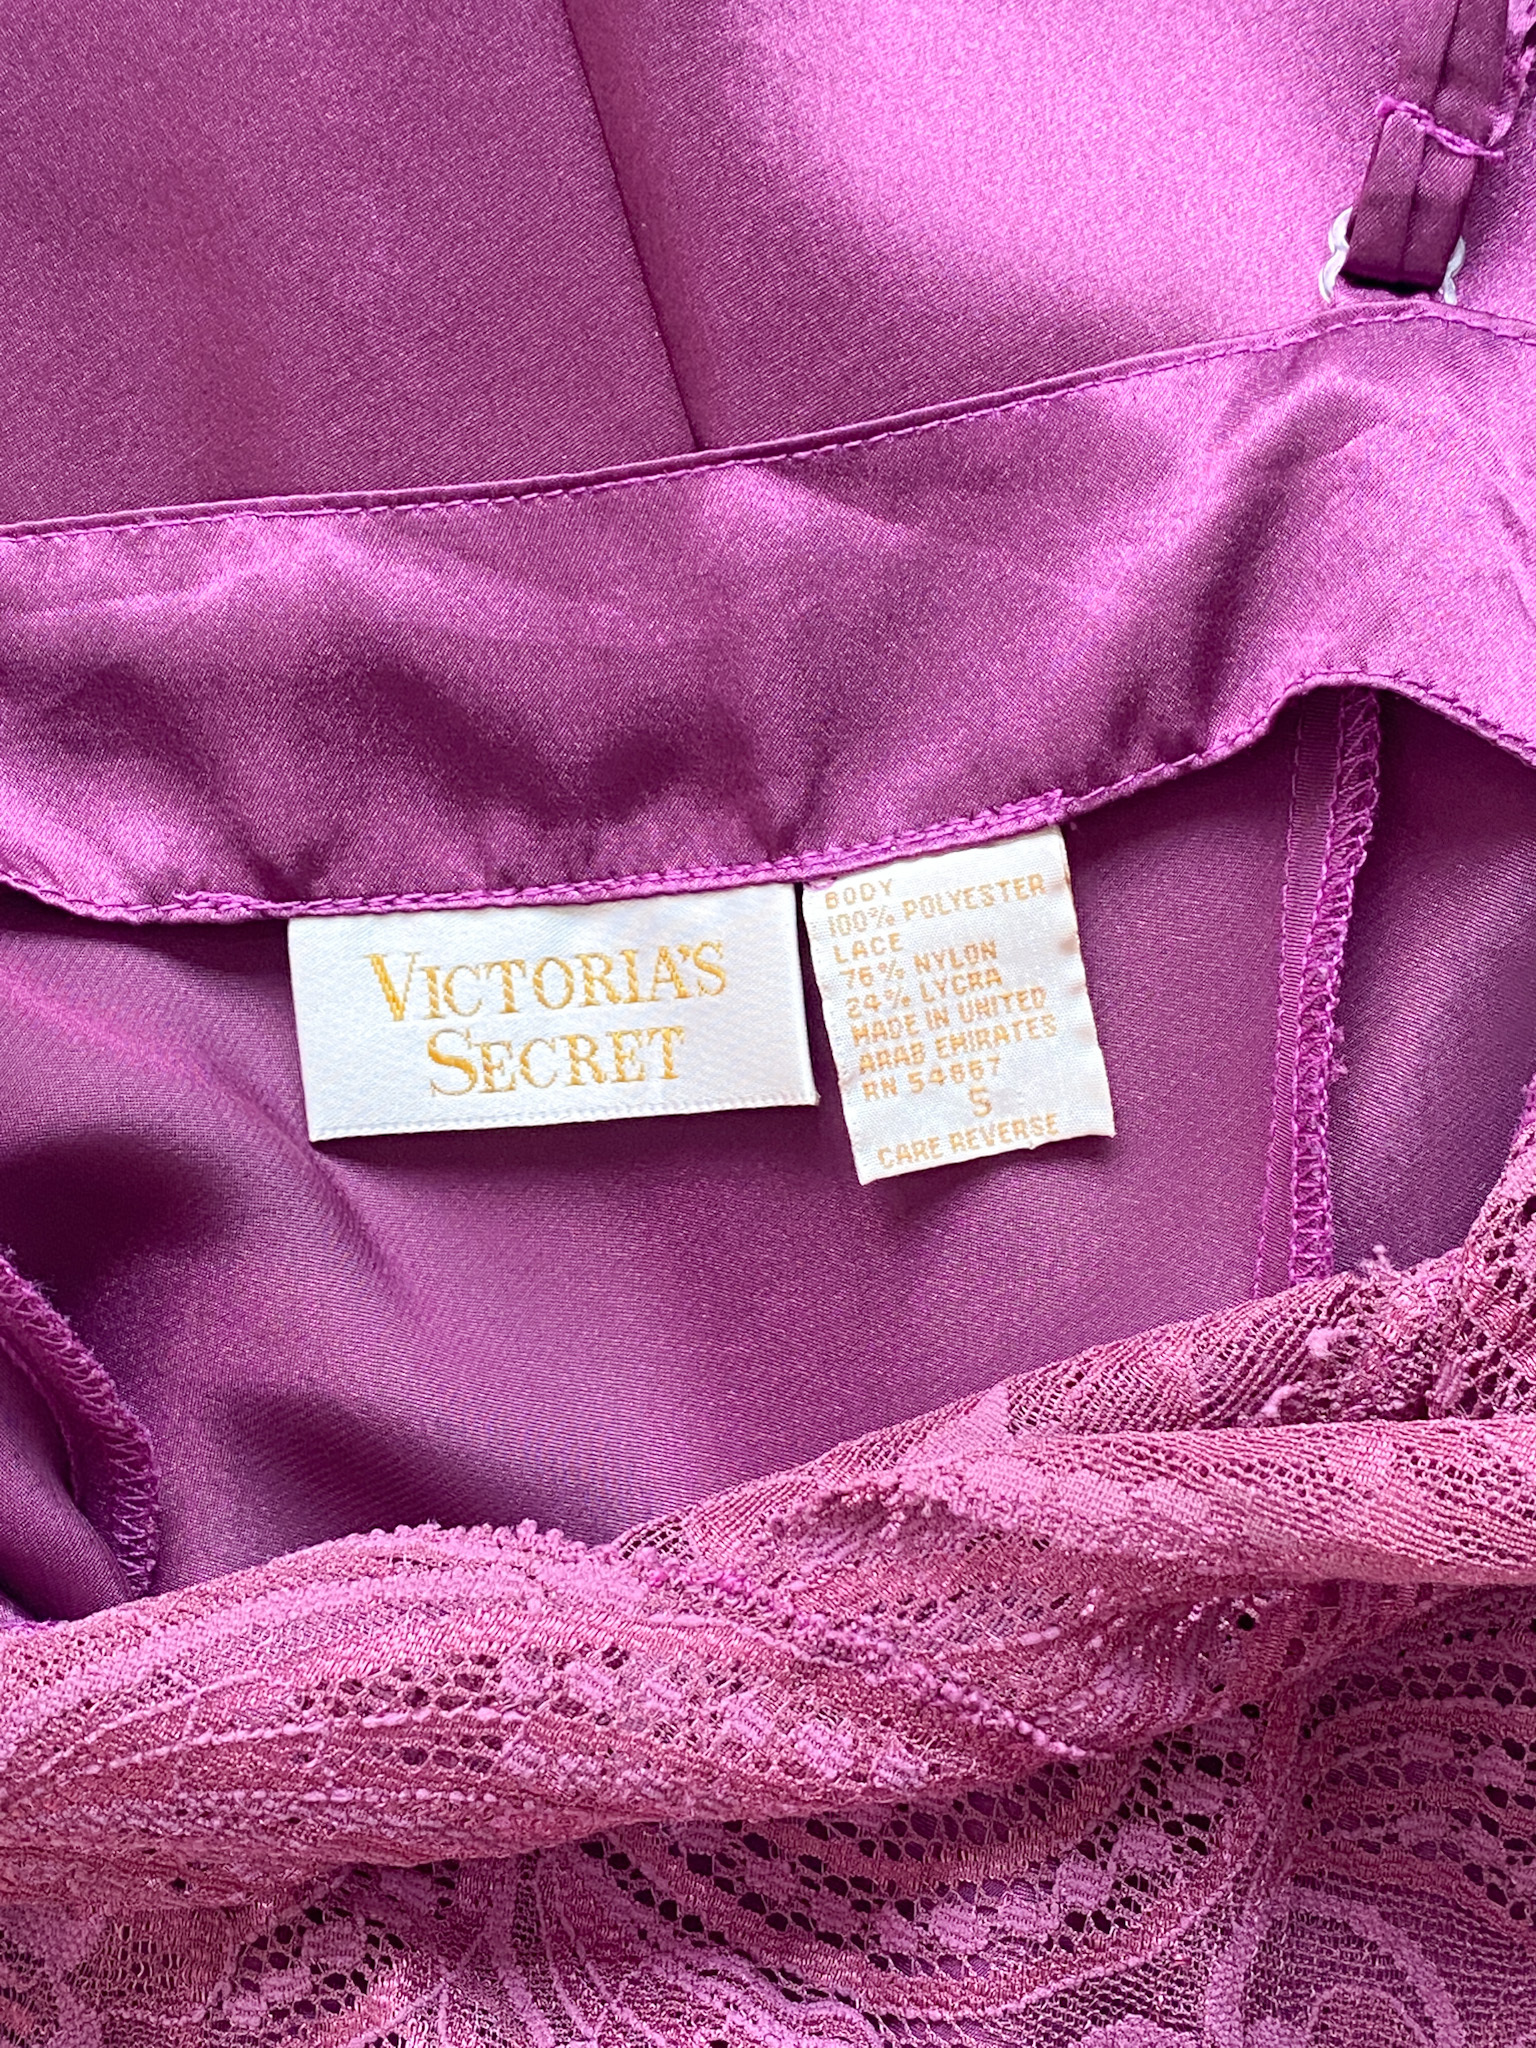 VICTORIA'S
SECRET
BODY
100% POLYESTER
LACE
76% NYLON
24% LYCRA
MADE IN UNITED
ARAB EMIRATES
RN 54867
S
CARE REVERSE